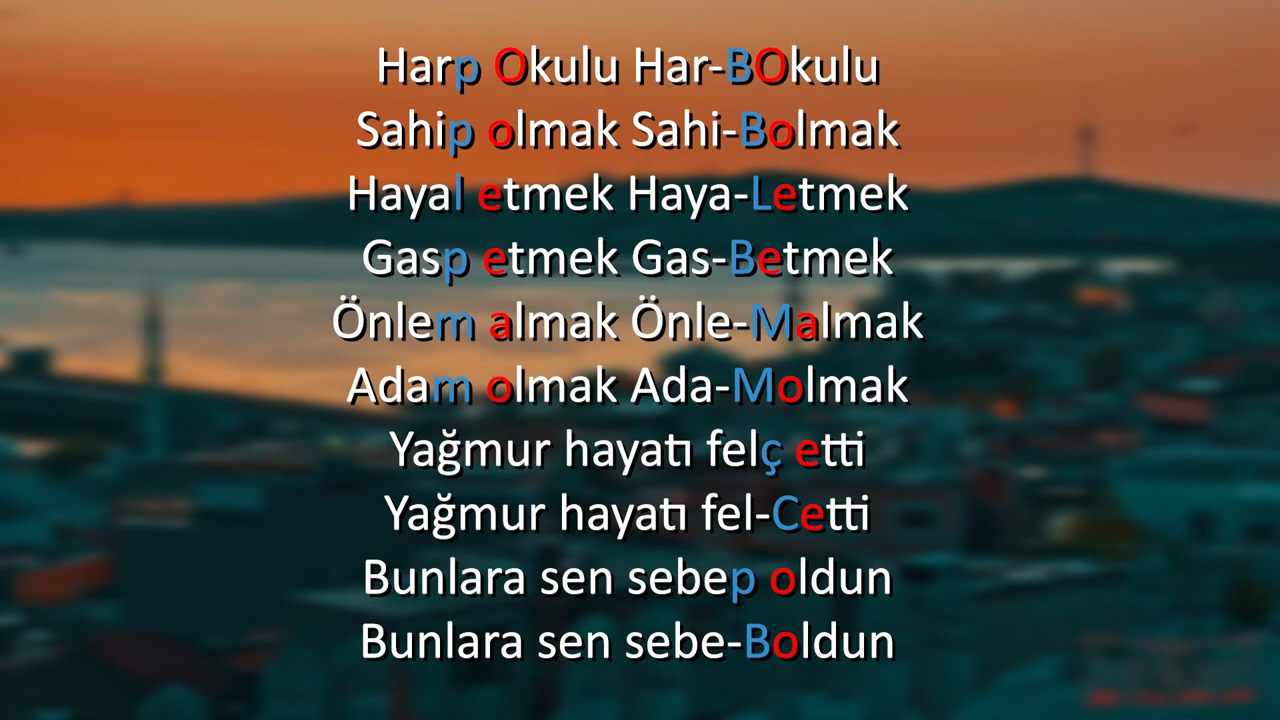 Harp Okulu Har-BOkulu
Sahip olmak Sahi-Bolmak
Hayal etmek Haya-Letmek
Gasp etmek Gas-Betmek
Önlem almak Önle-Malmak
Adam olmak Ada-Molmak
Yağmur hayatı felç etti
Yağmur hayatı fel-Cetti
Bunlara sen sebep oldun
Bunlara sen sebe-Boldun